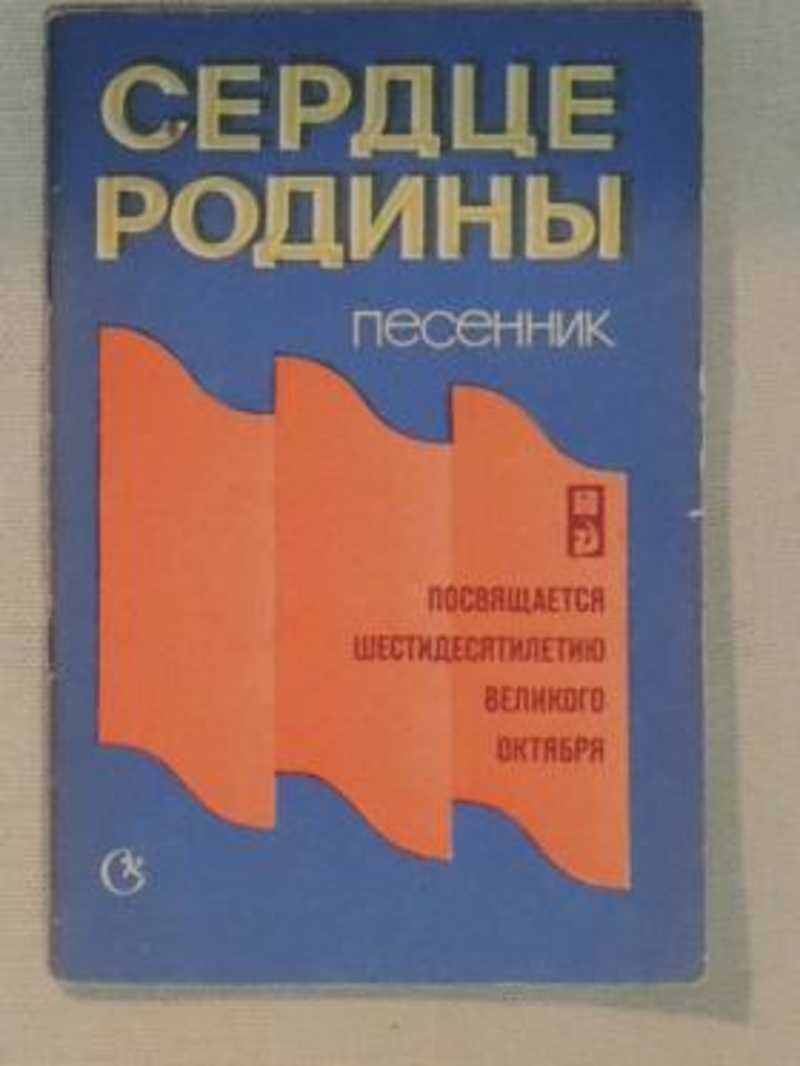 СЕРДЦЕ
РОДИНЫ
песенник
ПОСВЯЩАЕТСЯ
ШЕСТИДЕСЯТИЛЕТИЮ
ВЕЛИКОГО
ОКТЯБРЯ